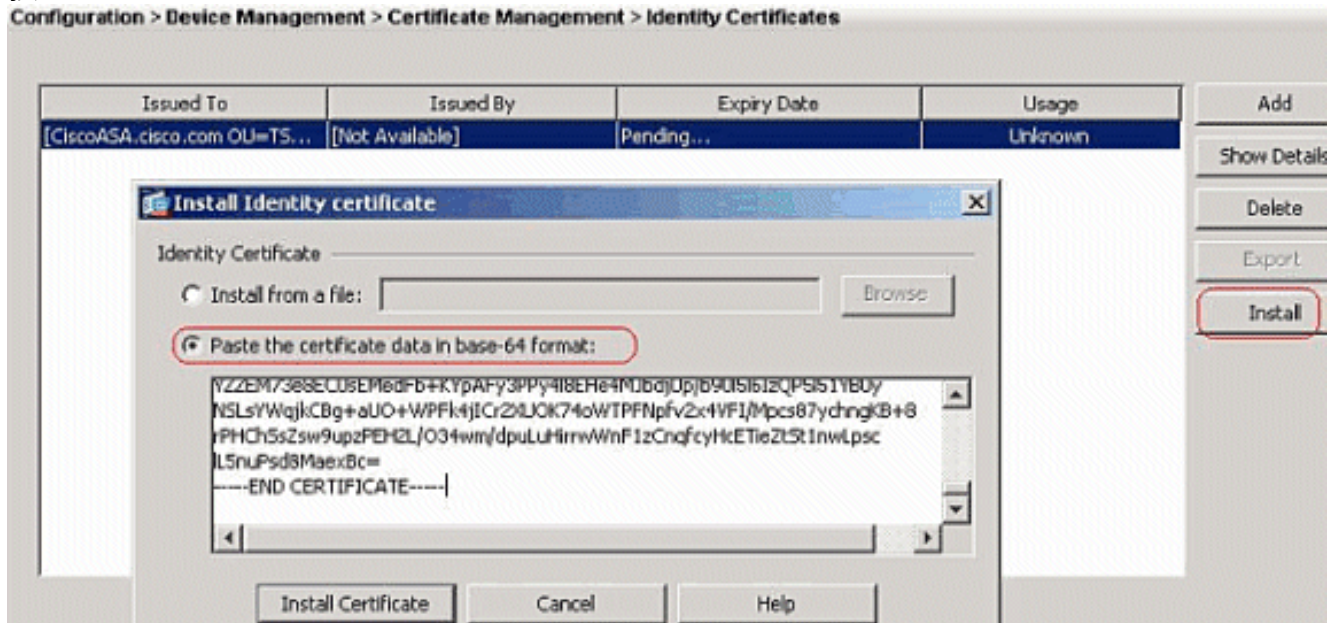 Configuration > Device Management > Certificate Management > Identity Certificates
Issued To Issued By Expiry Date Usage
[CiscoASA.cisco.com OU=TS... [Not Available] Pending... Unknown
Add
Show Details
Delete
Export
Install
Install Identity certificate
Identity Certificate
Install from a file: Browse
Paste the certificate data in base-64 format:
NSLsYWqjkCBg+aUO+WPFk4jICr2XUOK74oWTPFNpfv2x4VFI/Mpcs87ychngKB+8
rPHCh5sZsw9upzPEH2L/O34wm/dpuLuHirrwWnF1zCnqfcyHcETieZt5t1nwLpsc
lL5nuPsd8MaexBc=
-----END CERTIFICATE-----
Install Certificate Cancel Help